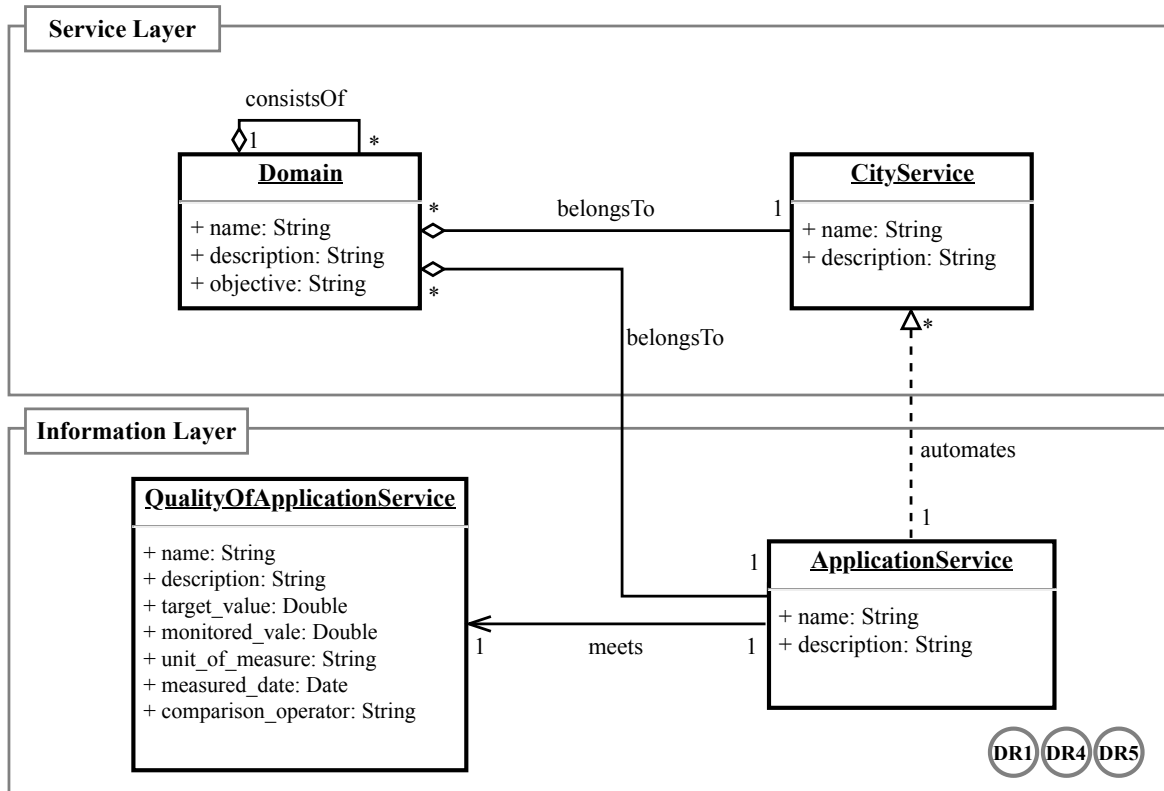 Service Layer
consistsOf
1
*
Domain
+ name: String
+ description: String
+ objective: String
*
belongsTo
1
*
belongsTo
CityService
+ name: String
+ description: String
*
automates
1
Information Layer
QualityOfApplicationService
+ name: String
+ description: String
+ target_value: Double
+ monitored_vale: Double
+ unit_of_measure: String
+ measured_date: Date
+ comparison_operator: String
1
meets
1
1
ApplicationService
+ name: String
+ description: String
DR1 DR4 DR5